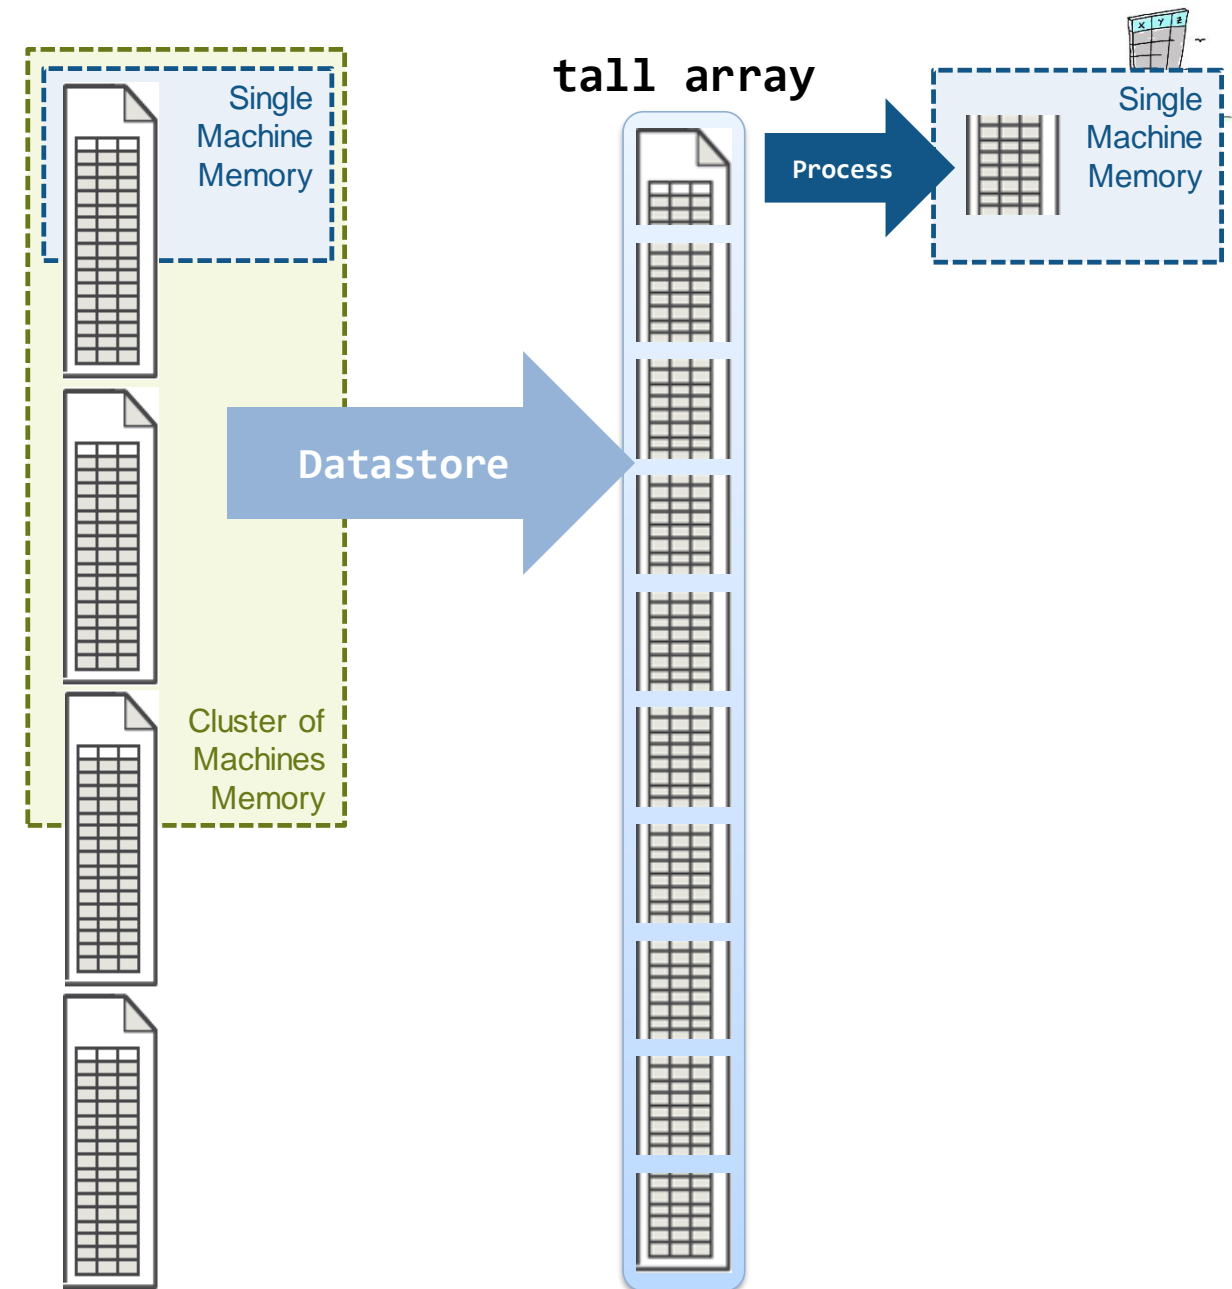 tall array
Single
Machine
Memory
Process
X Y Z
Single
Machine
Memory
Datastore
Cluster of
Machines
Memory